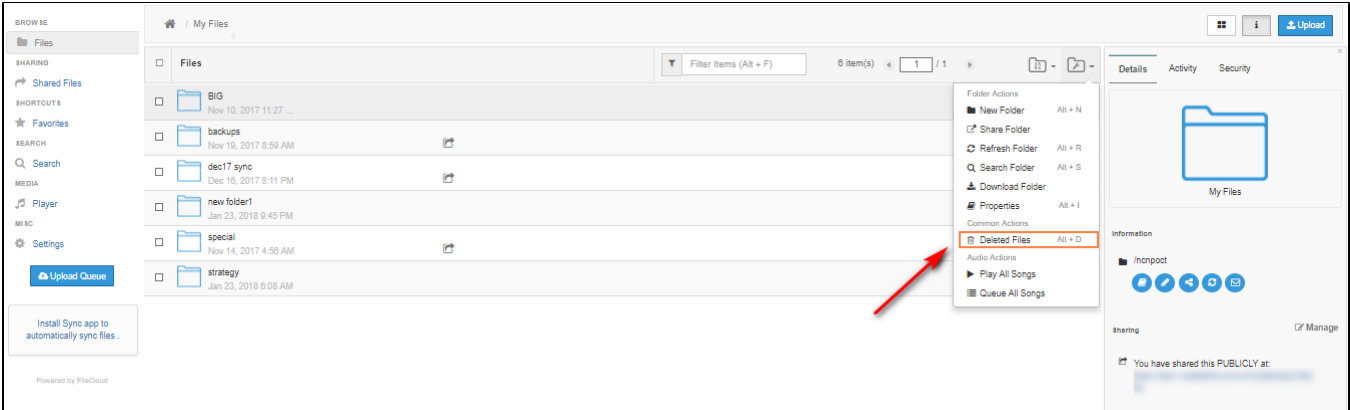 BROWSE
Files
SHARING
Shared Files
SHORTCUTS
Favorites
SEARCH
Search
MEDIA
Player
MISC
Settings
Upload Queue
Install Sync app to
automatically sync files .
Powered by FileCloud
/ My Files
i
Upload
Files
Filter Items (Alt + F)
6 item(s)
1 / 1
BIG
Nov 10, 2017 11:27 ...
backups
Nov 19, 2017 8:59 AM
dec17 sync
Dec 16, 2017 8:11 PM
new folder1
Jan 23, 2018 9:45 PM
special
Nov 14, 2017 4:56 AM
strategy
Jan 23, 2018 6:08 AM
Folder Actions
New Folder Alt + N
Share Folder
Refresh Folder Alt + R
Search Folder Alt + S
Download Folder
Properties Alt + I
Common Actions
Deleted Files Alt + D
Audio Actions
Play All Songs
Queue All Songs
×
Details Activity Security
My Files
Information
/ncnpoct
Sharing
Manage
You have shared this PUBLICLY at: